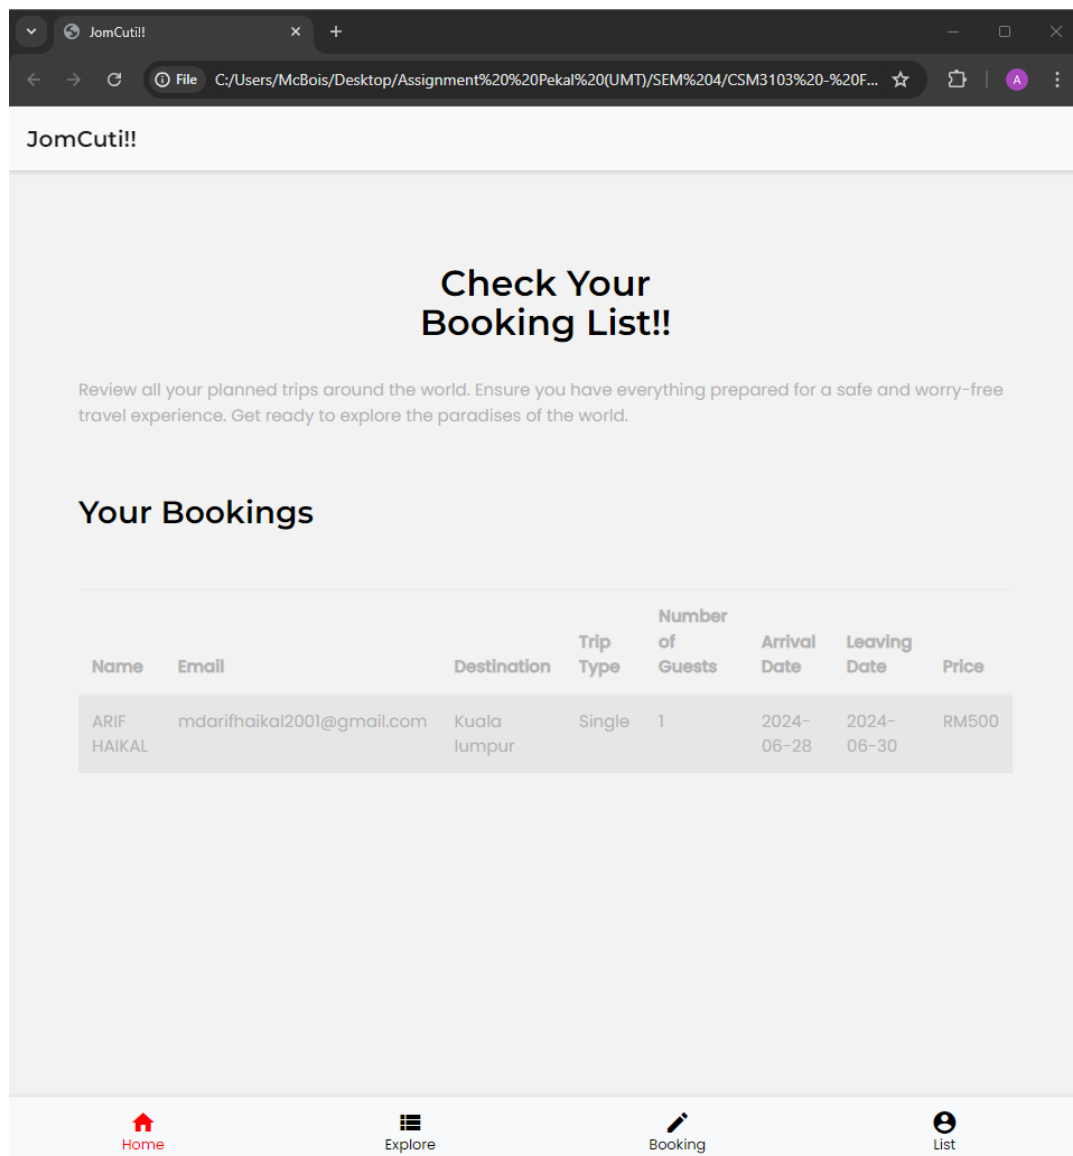 JomCuti!!
File C:/Users/McBois/Desktop/Assignment%20%20Pekal%20(UMT)/SEM%204/CSM3103%20-%20F...
A
JomCuti!!
Check Your
Booking List!!
Review all your planned trips around the world. Ensure you have everything prepared for a safe and worry-free
travel experience. Get ready to explore the paradises of the world.
Your Bookings
Name Email Destination Trip Type Number of Guests Arrival Date Leaving Date Price
ARIF HAIKAL mdarifhaikal2001@gmail.com Kuala lumpur Single 1 2024-06-28 2024-06-30 RM500
Home Explore Booking List